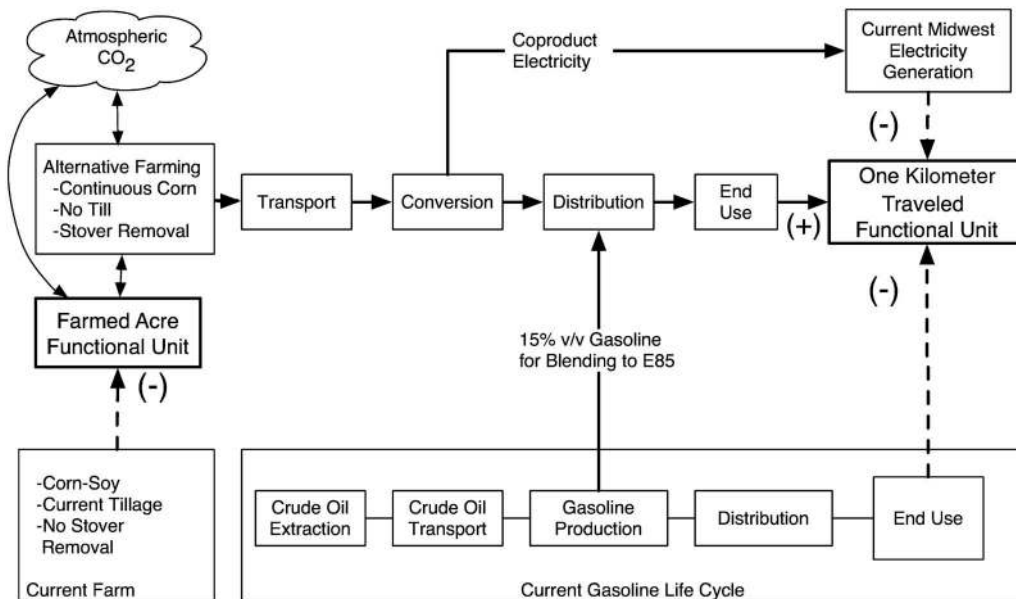 Atmospheric
CO2
Coproduct
Electricity
Current Midwest
Electricity
Generation
(-)
Alternative Farming
-Continuous Corn
-No Till
-Stover Removal
Transport
Conversion
Distribution
End
Use
(+)
One Kilometer
Traveled
Functional Unit
(-)
Farmed Acre
Functional Unit
(-)
15% v/v Gasoline
for Blending to E85
-Corn-Soy
-Current Tillage
-No Stover
Removal
Current Farm
Crude Oil
Extraction
Crude Oil
Transport
Gasoline
Production
Distribution
End Use
Current Gasoline Life Cycle